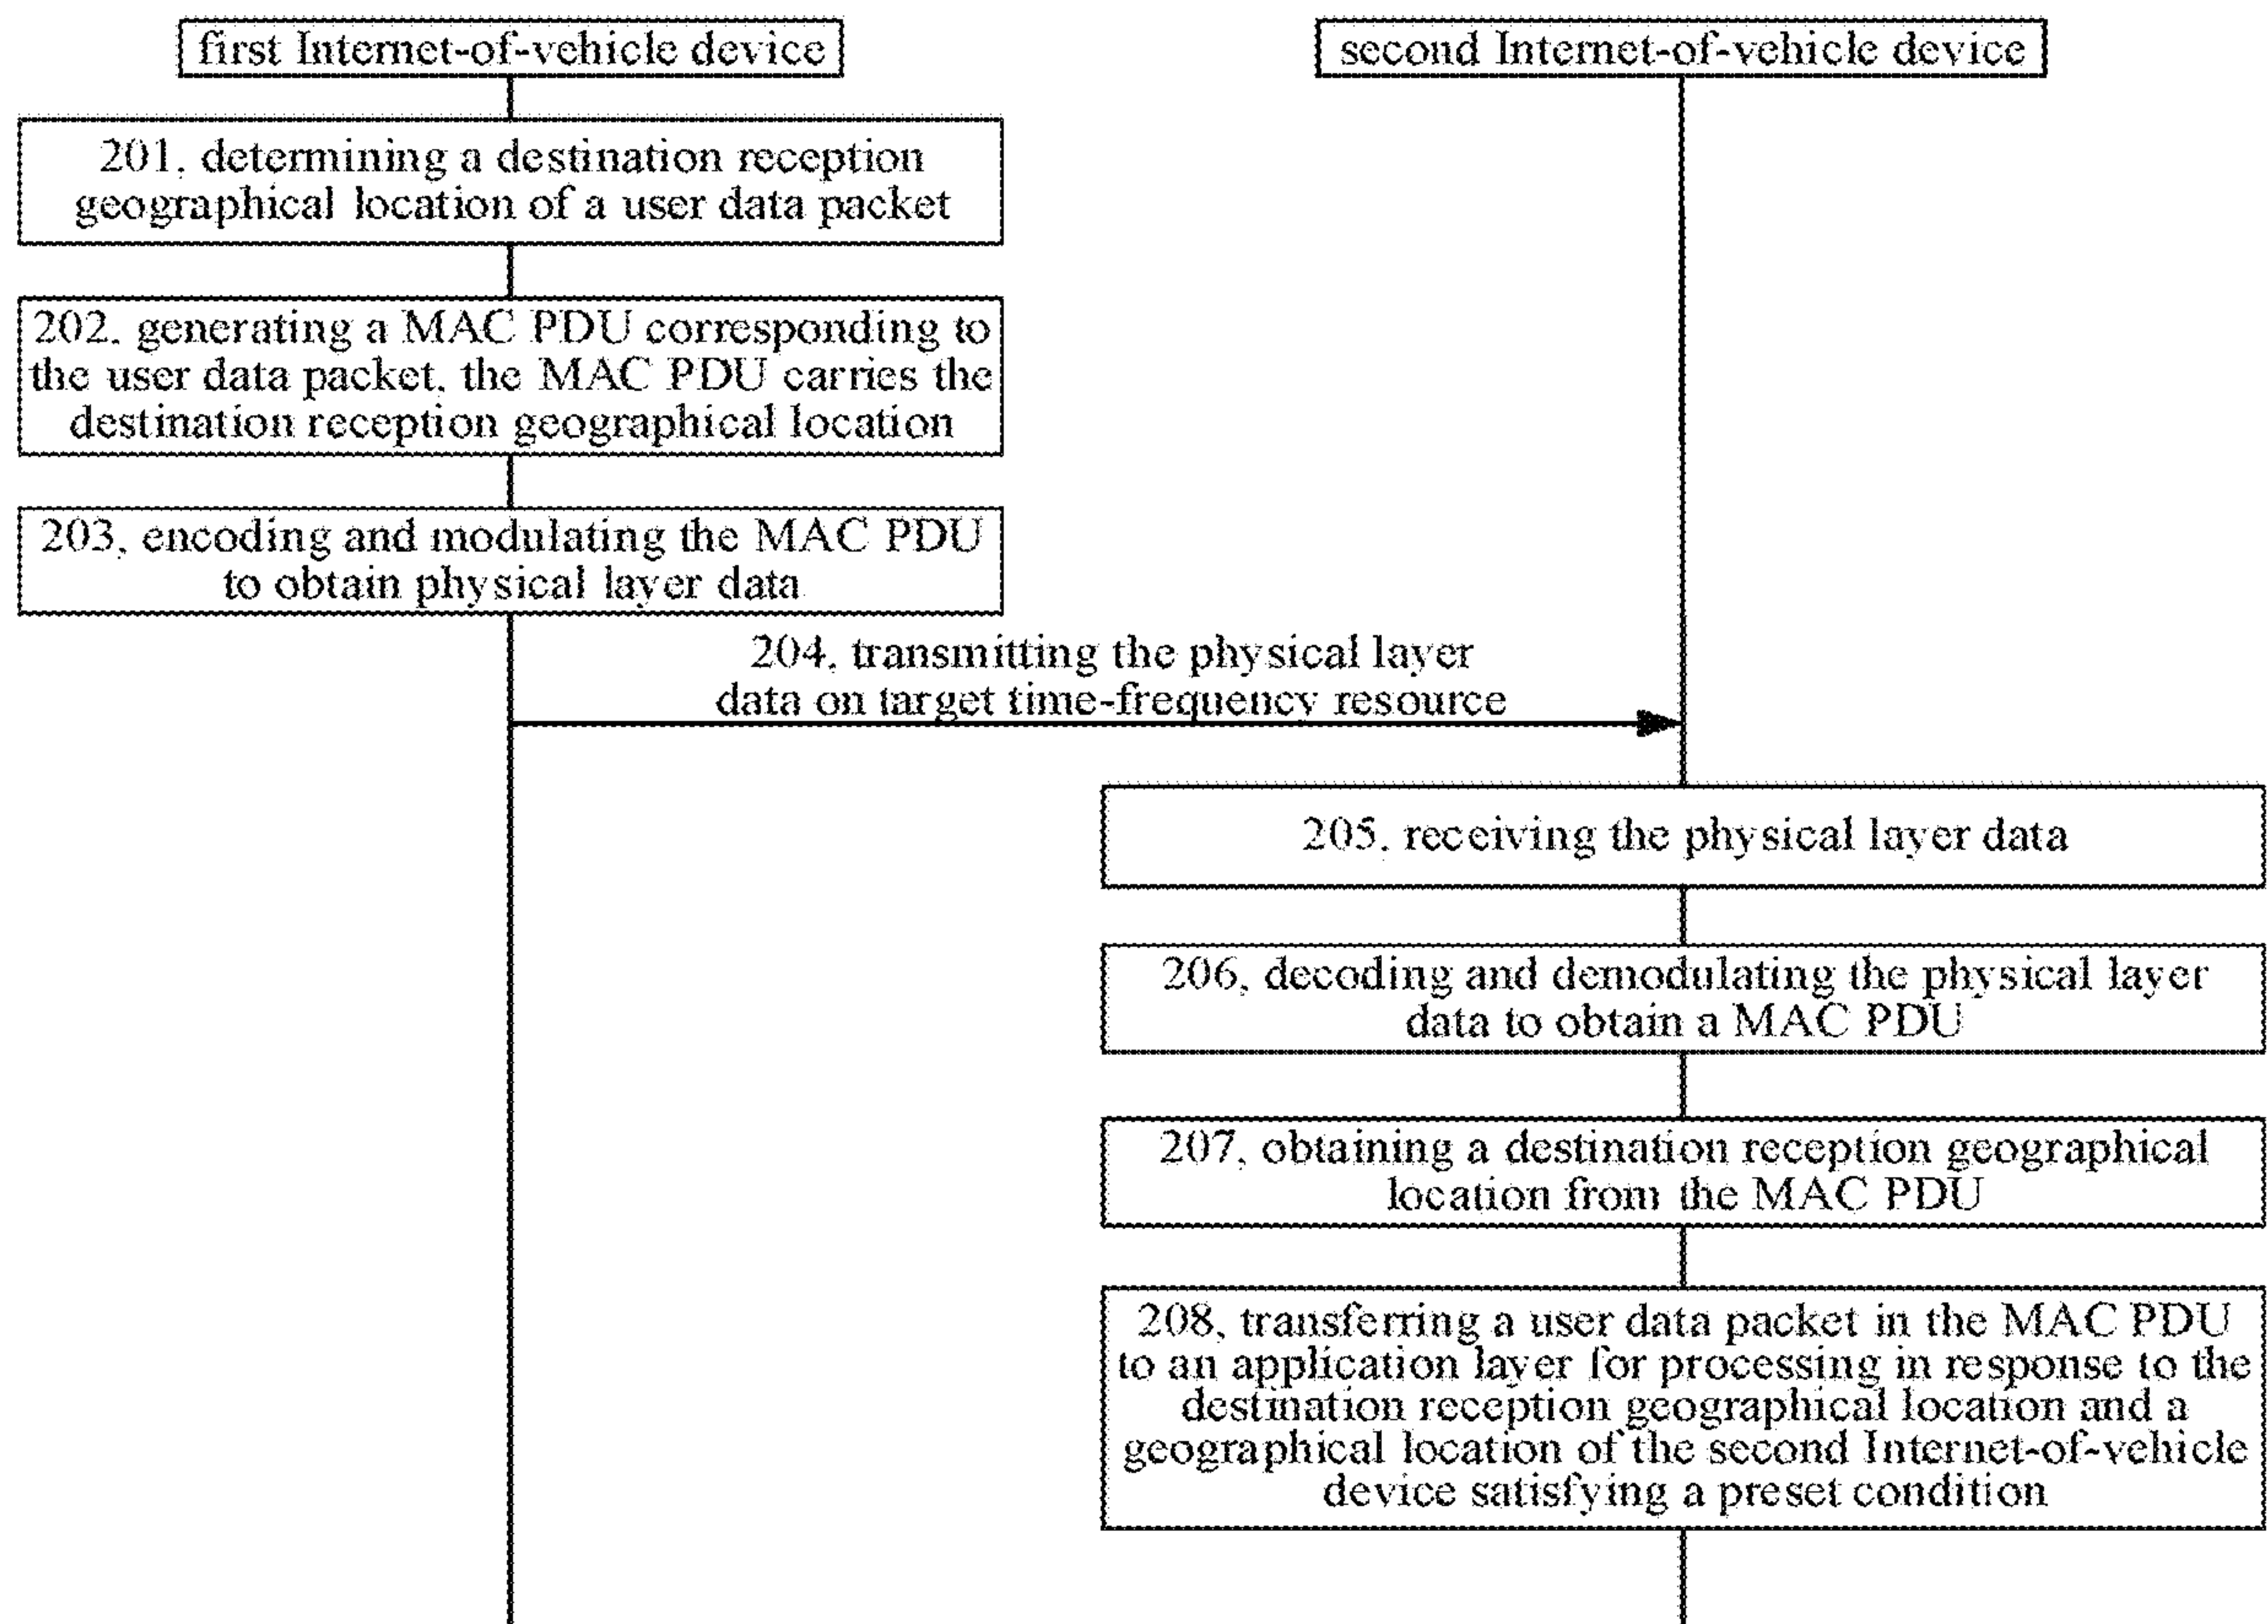 first Internet-of-vehicle device
second Internet-of-vehicle device
201, determining a destination reception
geographical location of a user data packet
202, generating a MAC PDU corresponding to
the user data packet, the MAC PDU carries the
destination reception geographical location
203, encoding and modulating the MAC PDU
to obtain physical layer data
204, transmitting the physical layer
data on target time-frequency resource
205, receiving the physical layer data
206, decoding and demodulating the physical layer
data to obtain a MAC PDU
207, obtaining a destination reception geographical
location from the MAC PDU
208, transferring a user data packet in the MAC PDU
to an application layer for processing in response to the
destination reception geographical location and a
geographical location of the second Internet-of-vehicle
device satisfying a preset condition